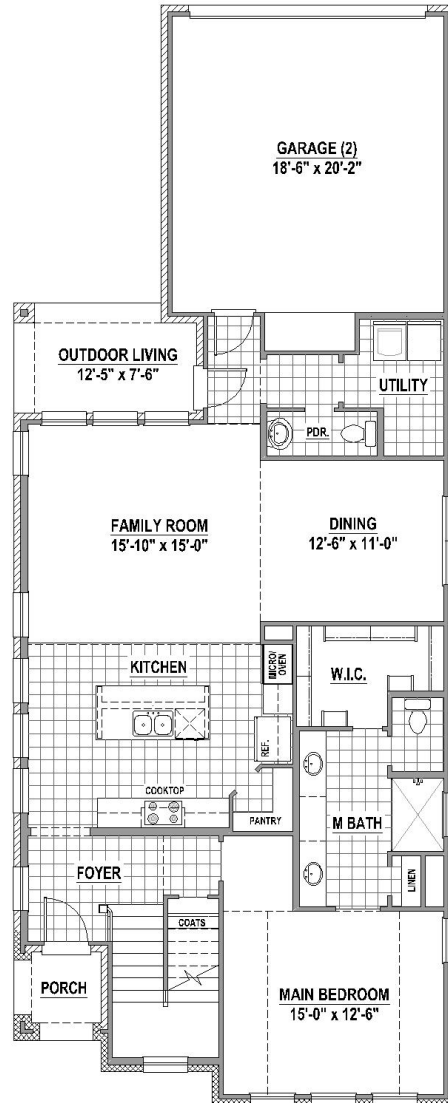 GARAGE (2)
18'-6" x 20'-2"
OUTDOOR LIVING
12'-5" x 7'-6"
UTILITY
PDR.
FAMILY ROOM
15'-10" x 15'-0"
DINING
12'-6" x 11'-0"
KITCHEN
MICRO/
OVEN
W.I.C.
REF.
COOKTOP
PANTRY
M BATH
FOYER
LINEN
COATS
PORCH
MAIN BEDROOM
15'-0" x 12'-6"